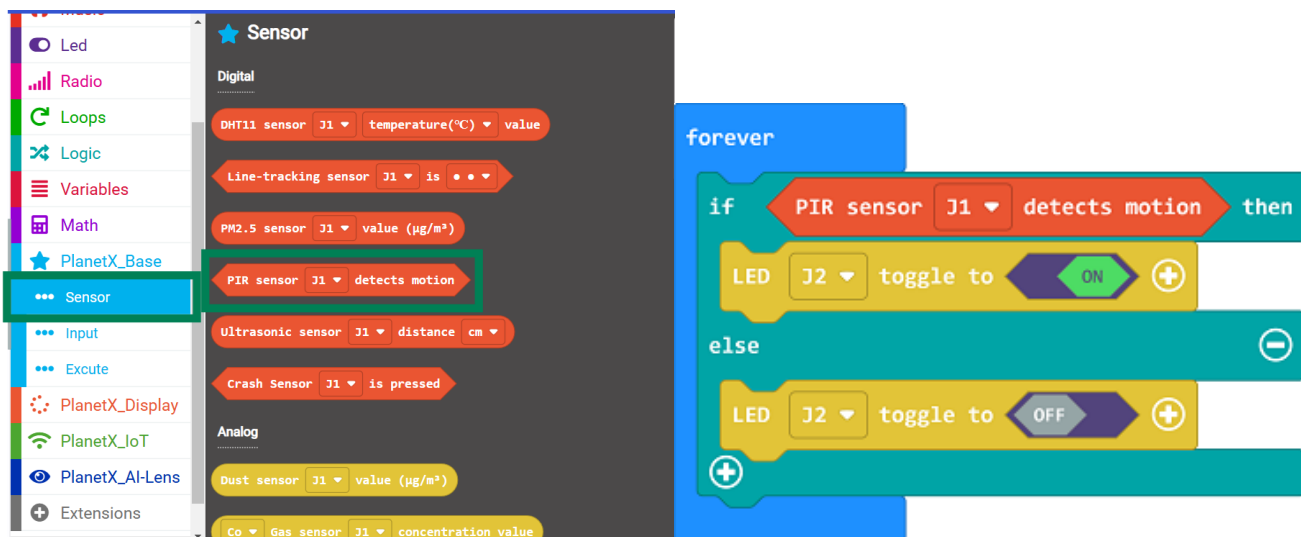 Music
Led
Radio
Loops
Logic
Variables
Math
PlanetX_Base
Sensor
Input
Excute
PlanetX_Display
PlanetX_IoT
PlanetX_AI-Lens
Extensions
Sensor
Digital
DHT11 sensor J1 temperature(℃) value
Line-tracking sensor J1 is
PM2.5 sensor J1 value (μg/m³)
PIR sensor J1 detects motion
Ultrasonic sensor J1 distance cm
Crash Sensor J1 is pressed
Analog
Dust sensor J1 value (μg/m³)
Co Gas sensor J1 concentration value
forever
if PIR sensor J1 detects motion then
LED J2 toggle to ON
else
LED J2 toggle to OFF